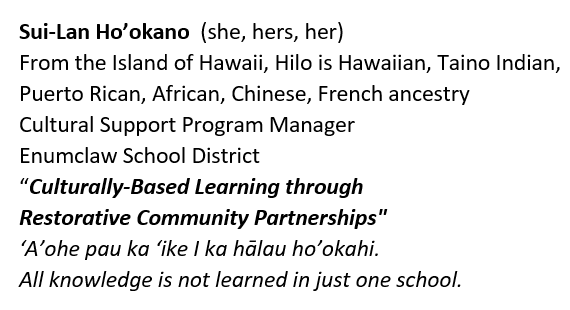 Sui-Lan Ho’okano  (she, hers, her)
From the Island of Hawaii, Hilo is Hawaiian, Taino Indian,
Puerto Rican, African, Chinese, French ancestry
Cultural Support Program Manager
Enumclaw School District
“Culturally-Based Learning through
Restorative Community Partnerships"
‘A’ohe pau ka ‘ike I ka hālau ho’okahi.
All knowledge is not learned in just one school.